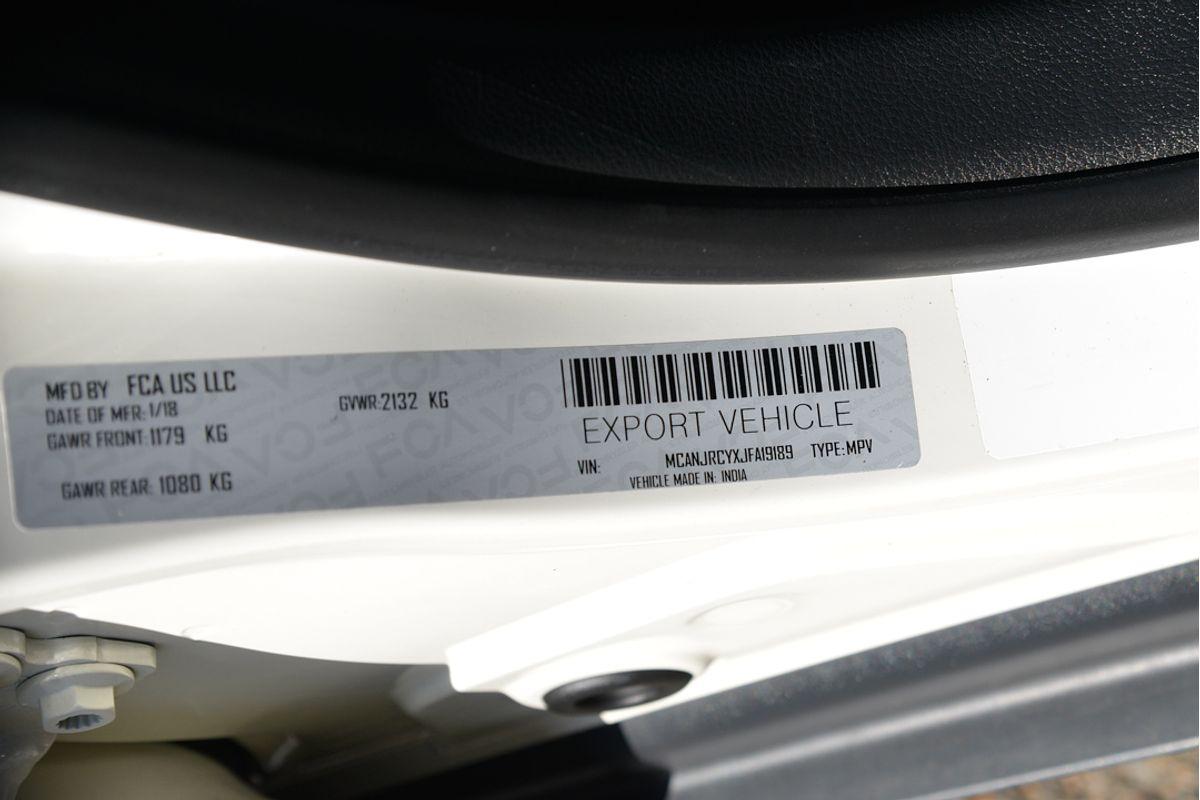 MFD BY FCA US LLC
DATE OF MFR: 1/18
GAWR FRONT: 1179 KG
GAWR REAR: 1080 KG
GVWR: 2132 KG
EXPORT VEHICLE
VIN: MCANJRCYXJFA19189 TYPE: MPV
VEHICLE MADE IN: INDIA